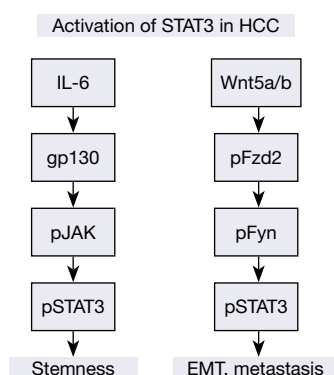 Activation of STAT3 in HCC
IL-6
gp130
pJAK
pSTAT3
Stemness
Wnt5a/b
pFzd2
pFyn
pSTAT3
EMT, metastasis